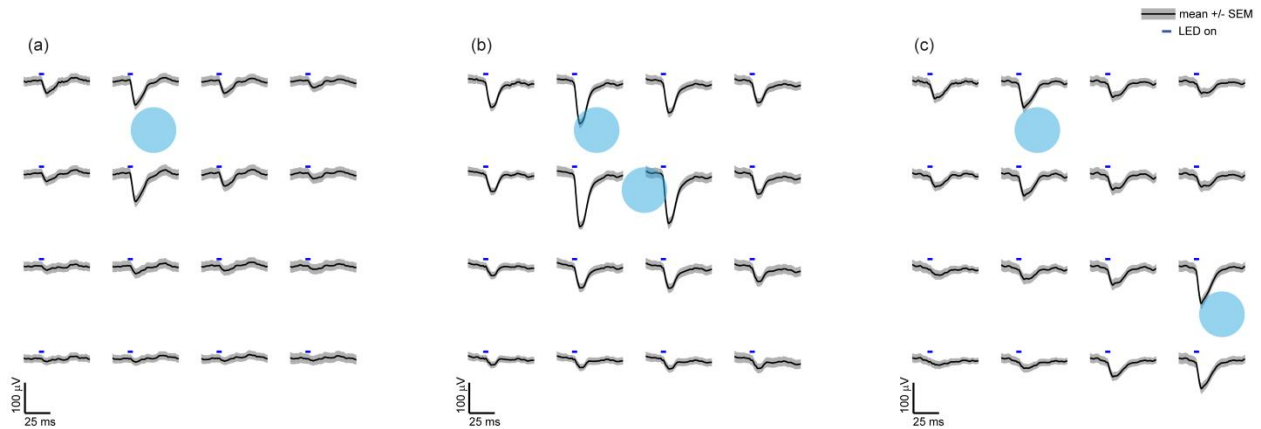 mean +/- SEM
LED on
(a)
(b)
(c)
100 μV
25 ms
100 μV
25 ms
100 μV
25 ms